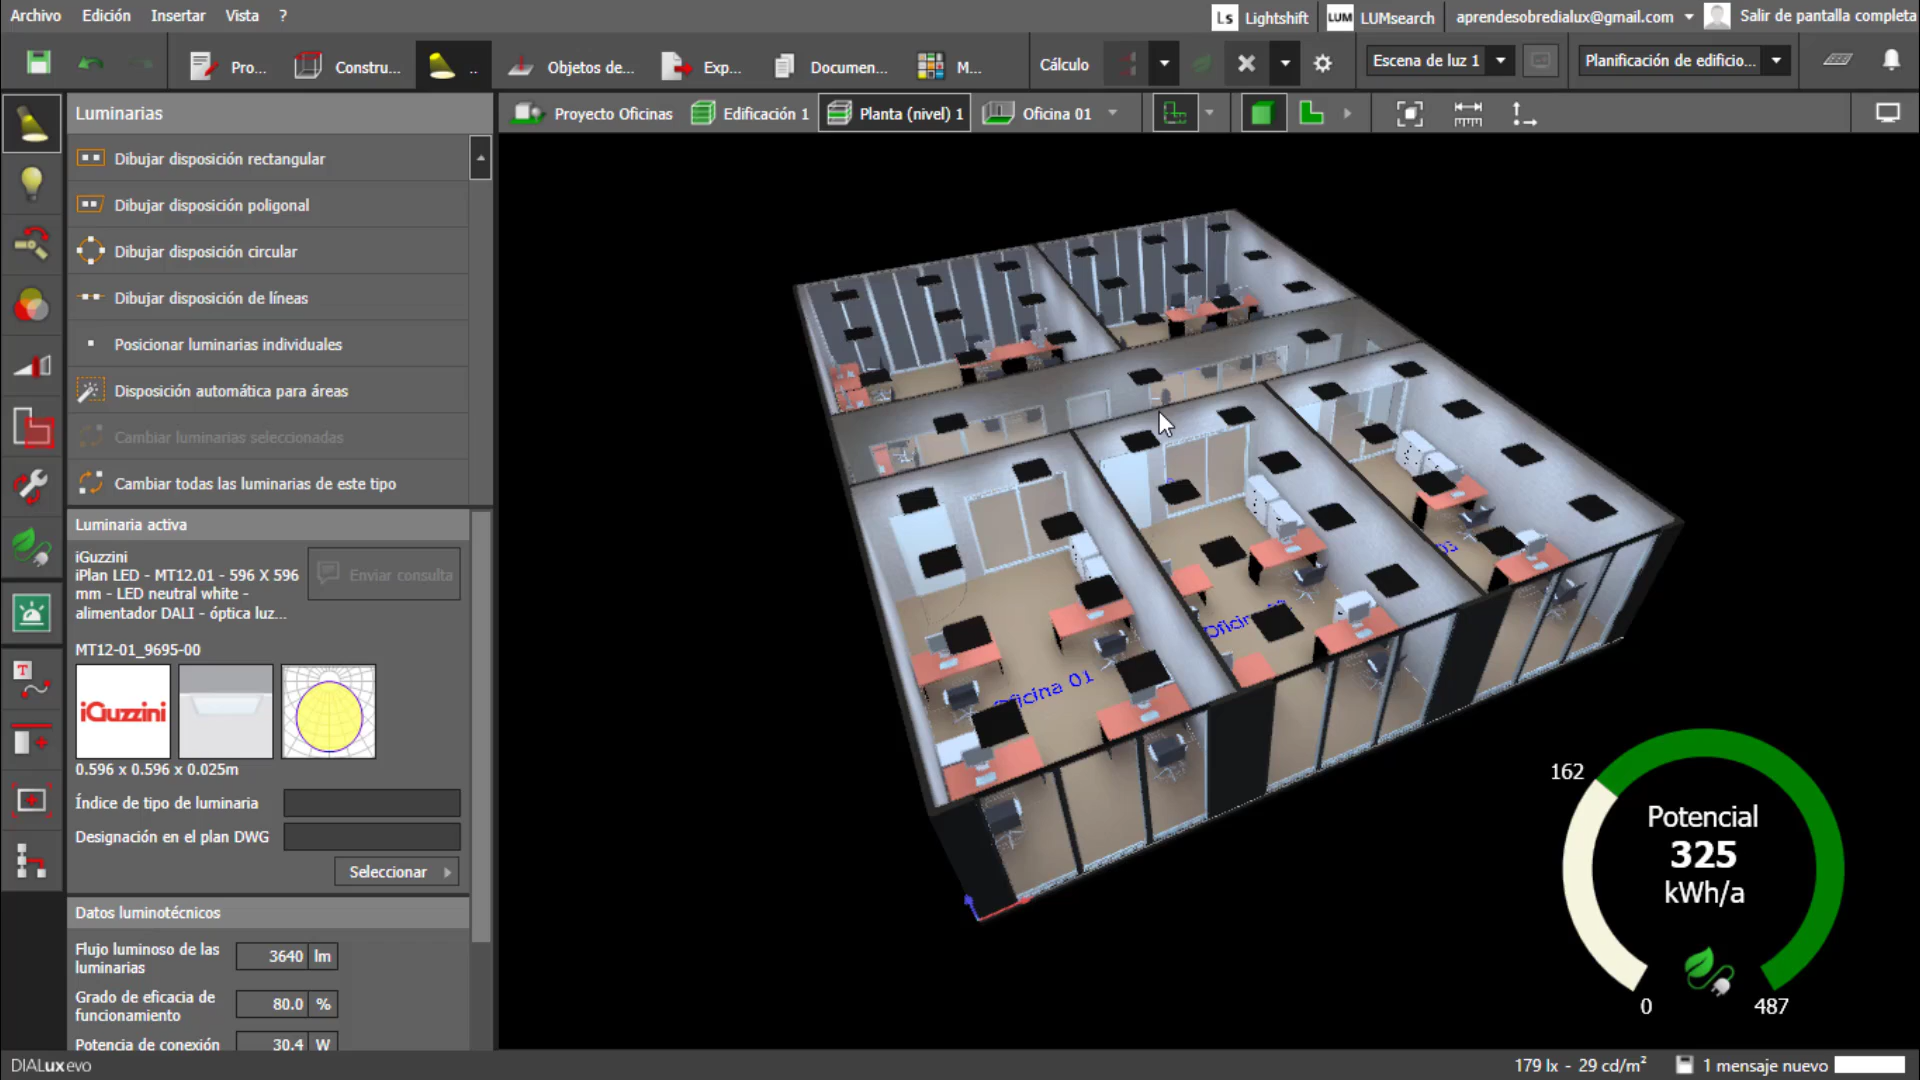 Archivo Edición Insertar Vista ?
Ls Lightshift LUM LUMsearch aprendesobredialux@gmail.com Salir de pantalla completa
Pro... Constru... .. Objetos de... Exp... Documen... M... Cálculo Escena de luz 1 Planificación de edificio...
Luminarias
Proyecto Oficinas Edificación 1 Planta (nivel) 1 Oficina 01
Dibujar disposición rectangular
Dibujar disposición poligonal
Dibujar disposición circular
Dibujar disposición de líneas
Posicionar luminarias individuales
Disposición automática para áreas
Cambiar luminarias seleccionadas
Cambiar todas las luminarias de este tipo
Luminaria activa
iGuzzini
iPlan LED - MT12.01 - 596 X 596
mm - LED neutral white -
alimentador DALI - óptica luz...
Enviar consulta
MT12-01_9695-00
iGuzzini
0.596 x 0.596 x 0.025m
Índice de tipo de luminaria
Designación en el plan DWG
Seleccionar
Datos luminotécnicos
Flujo luminoso de las
luminarias
3640 lm
Grado de eficacia de
funcionamiento
80.0 %
Potencia de conexión
30.4 W
Oficina 01
162
Potencial
325
kWh/a
0
487
DIALux evo
179 lx - 29 cd/m²
1 mensaje nuevo